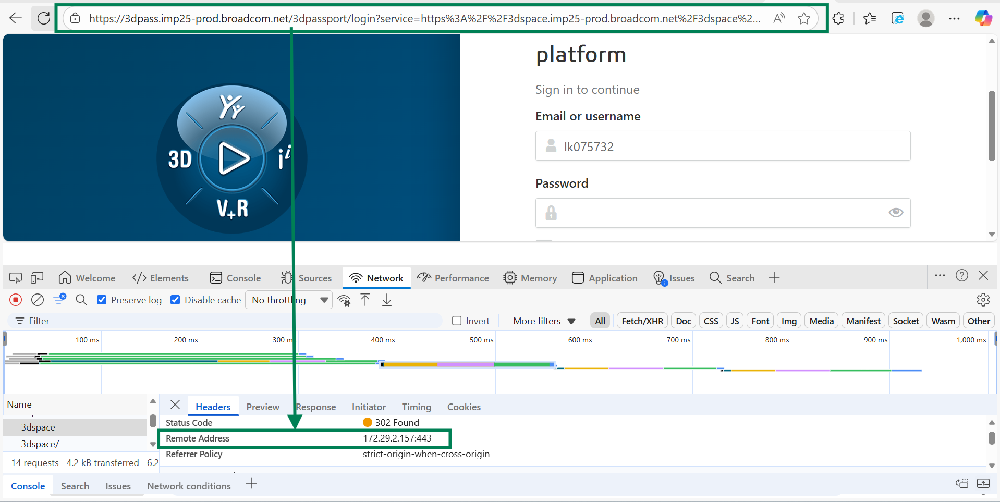 https://3dpass.imp25-prod.broadcom.net/3dpassport/login?service=https%3A%2F%2F3dspace.imp25-prod.broadcom.net%2F3dspace%2...
platform
Sign in to continue
Email or username
lk075732
Password
3D
V+R
Welcome
Elements
Console
Sources
Network
Performance
Memory
Application
Issues
Search
Preserve log
Disable cache
No throttling
Filter
Invert
More filters
All
Fetch/XHR
Doc
CSS
JS
Font
Img
Media
Manifest
Socket
Wasm
Other
100 ms
200 ms
300 ms
400 ms
500 ms
600 ms
700 ms
800 ms
900 ms
1,000 ms
Name
3dspace
3dspace/
14 requests 4.2 kB transferred 6.2
Headers
Preview
Response
Initiator
Timing
Cookies
Status Code 302 Found
Remote Address 172.29.2.157:443
Referrer Policy strict-origin-when-cross-origin
Console
Search
Issues
Network conditions